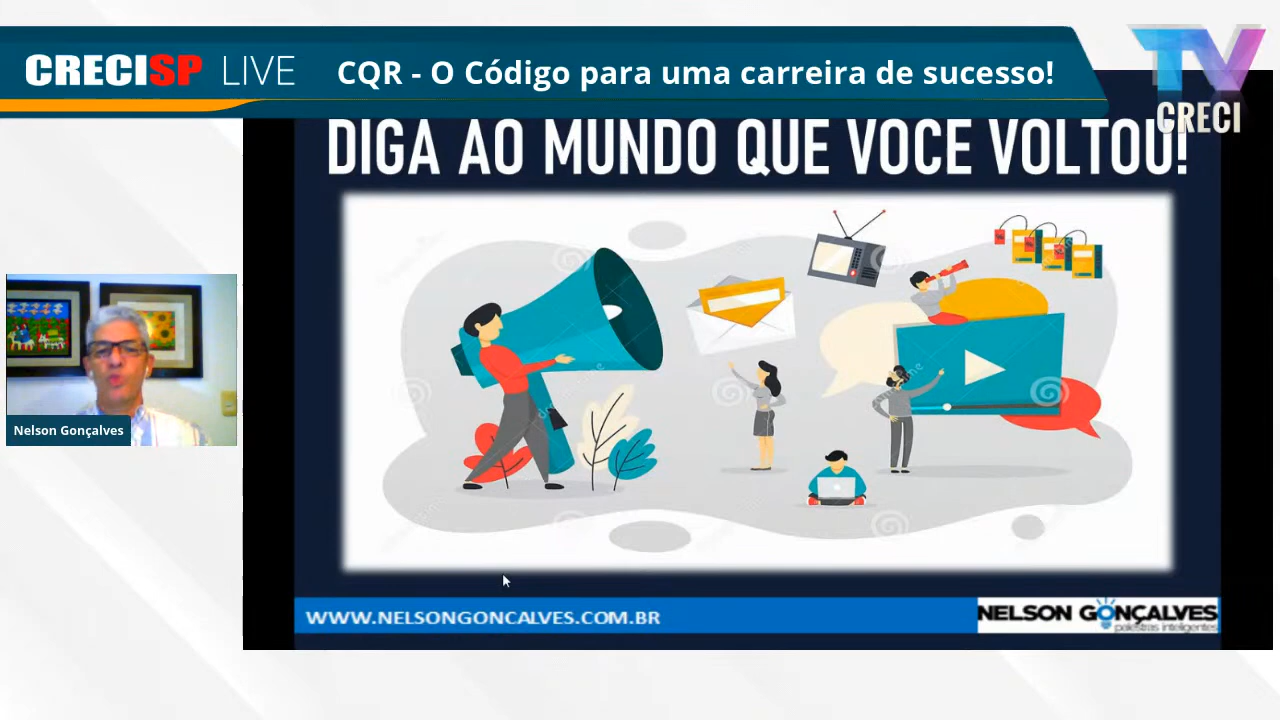 CRECISP LIVE
CQR - O Código para uma carreira de sucesso!
TV
CRECI
DIGA AO MUNDO QUE VOCE VOLTOU!
Nelson Gonçalves
WWW.NELSONGONCALVES.COM.BR
NELSON GONÇALVES
palestras inteligentes